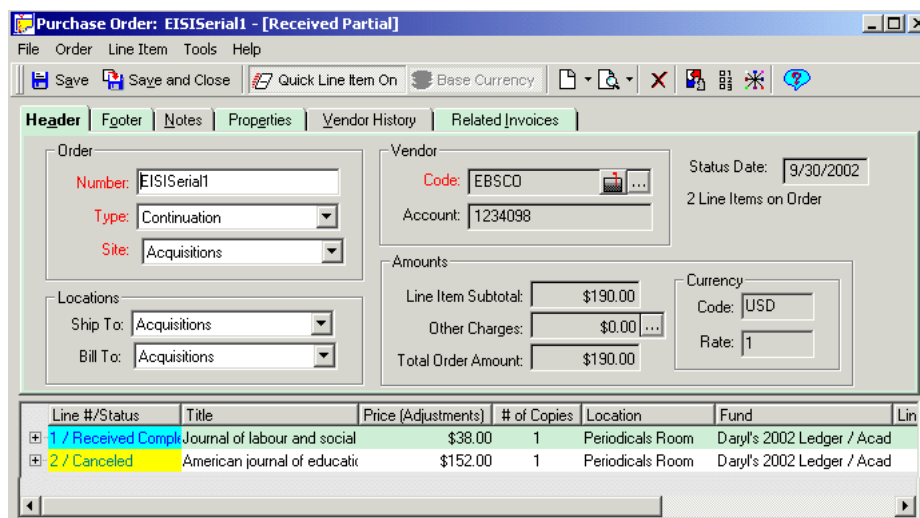 Purchase Order: EISISerial1 - [Received Partial]
File Order Line Item Tools Help
Save Save and Close Quick Line Item On Base Currency
Header Footer Notes Properties Vendor History Related Invoices
Order
Number: EISISerial1
Type: Continuation
Site: Acquisitions
Locations
Ship To: Acquisitions
Bill To: Acquisitions
Vendor
Code: EBSCO ...
Account: 1234098
Status Date: 9/30/2002
2 Line Items on Order
Amounts
Line Item Subtotal: $190.00
Other Charges: $0.00 ...
Total Order Amount: $190.00
Currency
Code: USD
Rate: 1
Line #/Status Title Price (Adjustments) # of Copies Location Fund Lin
1 / Received Comple Journal of labour and social $38.00 1 Periodicals Room Daryl's 2002 Ledger / Acad
2 / Canceled American journal of educatic $152.00 1 Periodicals Room Daryl's 2002 Ledger / Acad